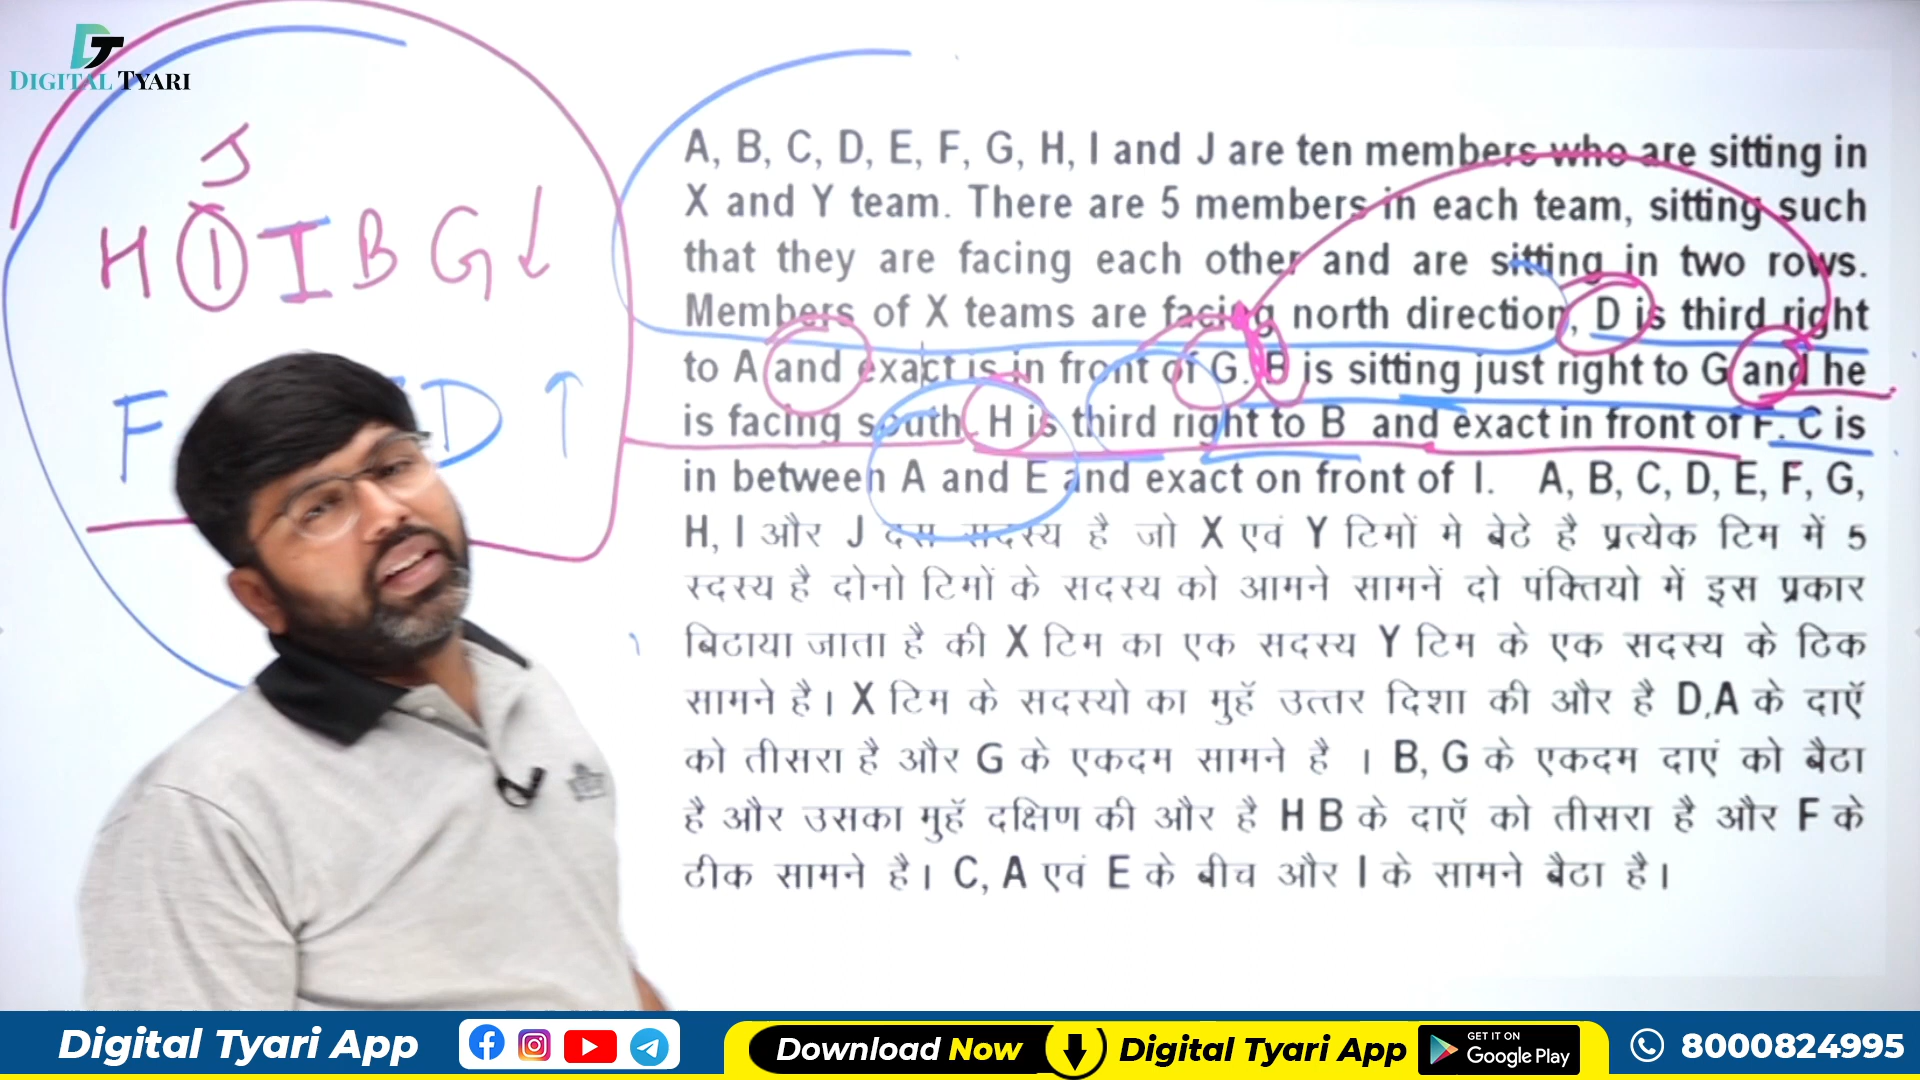 DT
DIGITAL TYARI
J
H I I B G ↓
F D ↑
A, B, C, D, E, F, G, H, I and J are ten members who are sitting in
X and Y team. There are 5 members in each team, sitting such
that they are facing each other and are sitting in two rows.
Members of X teams are facing north direction, D is third right
to A and exact is in front of G. B is sitting just right to G and he
is facing south. H is third right to B and exact in front of F. C is
in between A and E and exact on front of I. A, B, C, D, E, F, G,
H, I और J दस सदस्य है जो X एवं Y टिमों मे बेटे है प्रत्येक टिम में 5
स्दस्य है दोनो टिमों के सदस्य को आमने सामनें दो पंक्तियो में इस प्रकार
बिटाया जाता है की X टिम का एक सदस्य Y टिम के एक सदस्य के टिक
सामने है। X टिम के सदस्यो का मुहॅ उत्तर दिशा की और है D,A के दाएॅ
को तीसरा है और G के एकदम सामने है । B, G के एकदम दाएं को बैटा
है और उसका मुहॅ दक्षिण की और है H B के दाएॅ को तीसरा है और F के
टीक सामने है। C, A एवं E के बीच और I के सामने बैटा है।
Digital Tyari App
Download Now
Digital Tyari App
GET IT ON
Google Play
8000824995